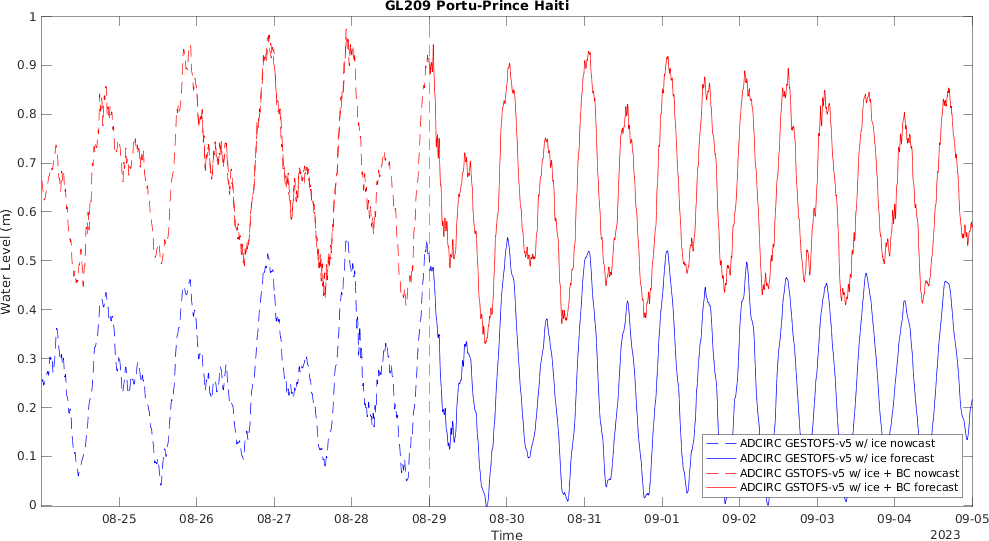 GL209 Portu-Prince Haiti
1
0.9
0.8
0.7
0.6
0.5
0.4
0.3
0.2
0.1
0
Water Level (m)
ADCIRC GESTOFS-v5 w/ ice nowcast
ADCIRC GESTOFS-v5 w/ ice forecast
ADCIRC GSTOFS-v5 w/ ice + BC nowcast
ADCIRC GSTOFS-v5 w/ ice + BC forecast
08-25 08-26 08-27 08-28 08-29 08-30 08-31 09-01 09-02 09-03 09-04 09-05
Time
2023